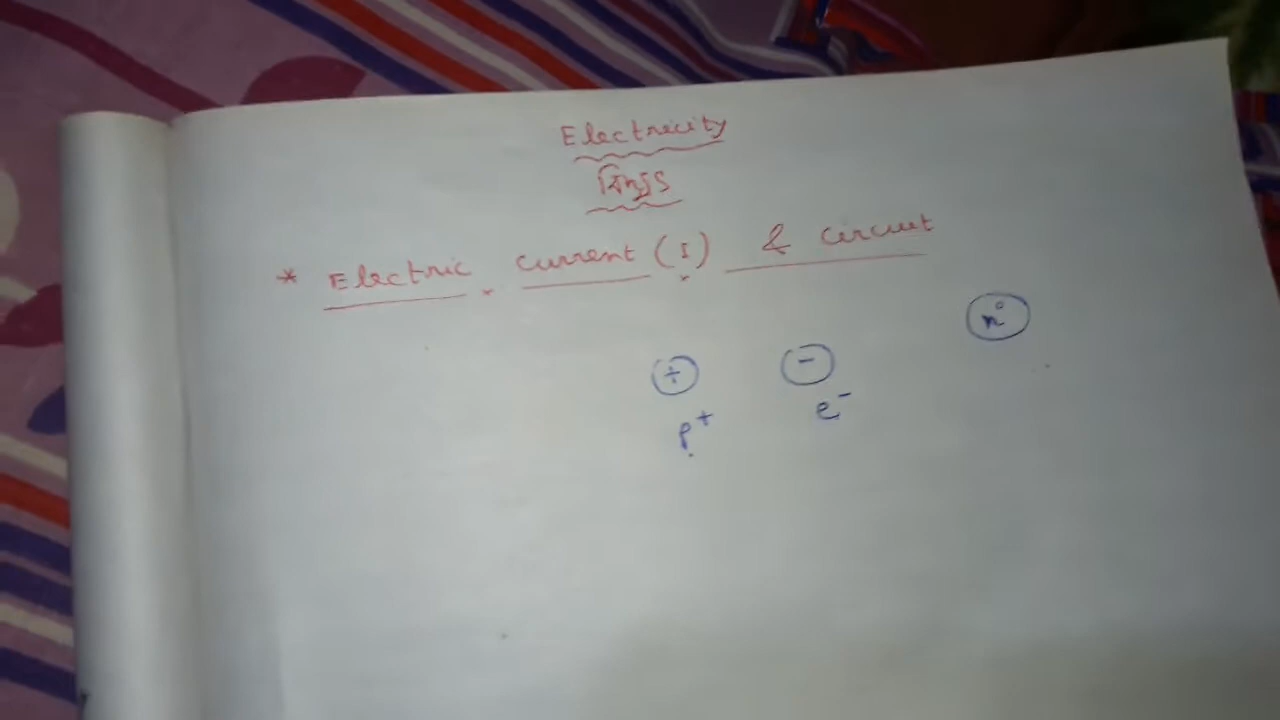 Electricity
* Electric current (I) & circuit
n°
+ -
p+ e-